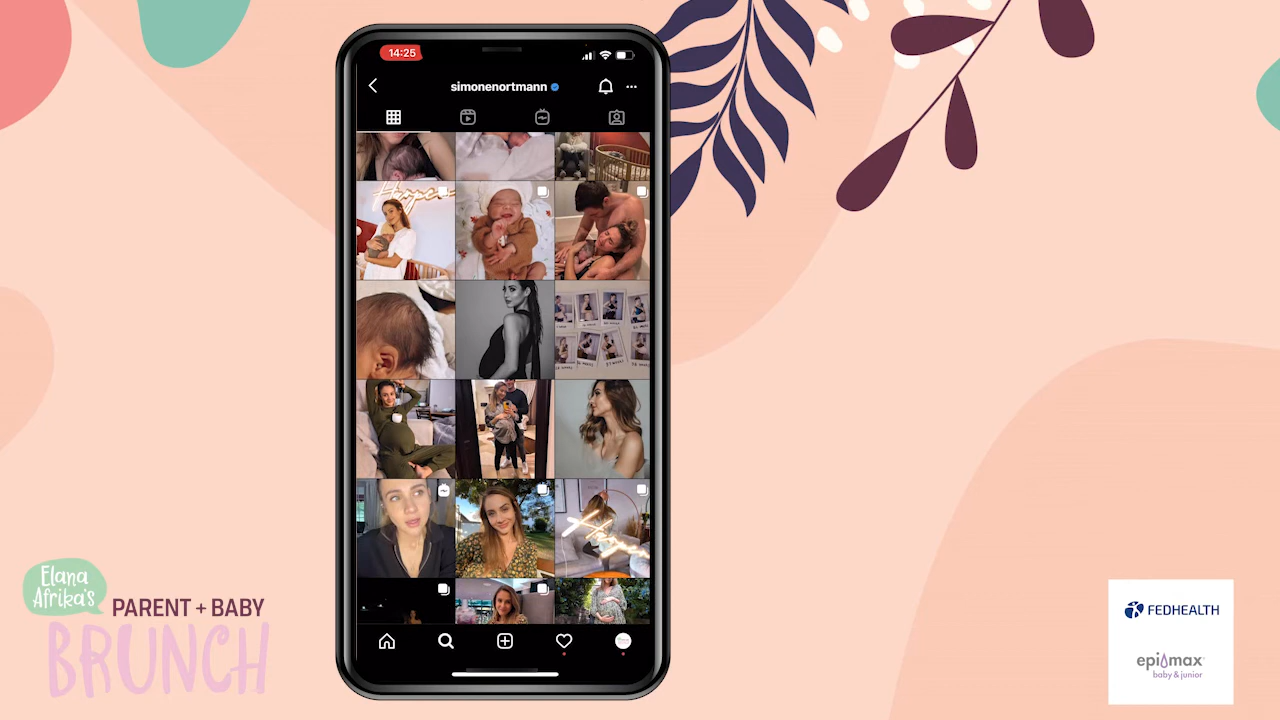 14:25
simonenortmann
Elana
Afrika's
PARENT + BABY
BRUNCH
FEDHEALTH
epimax
baby & junior